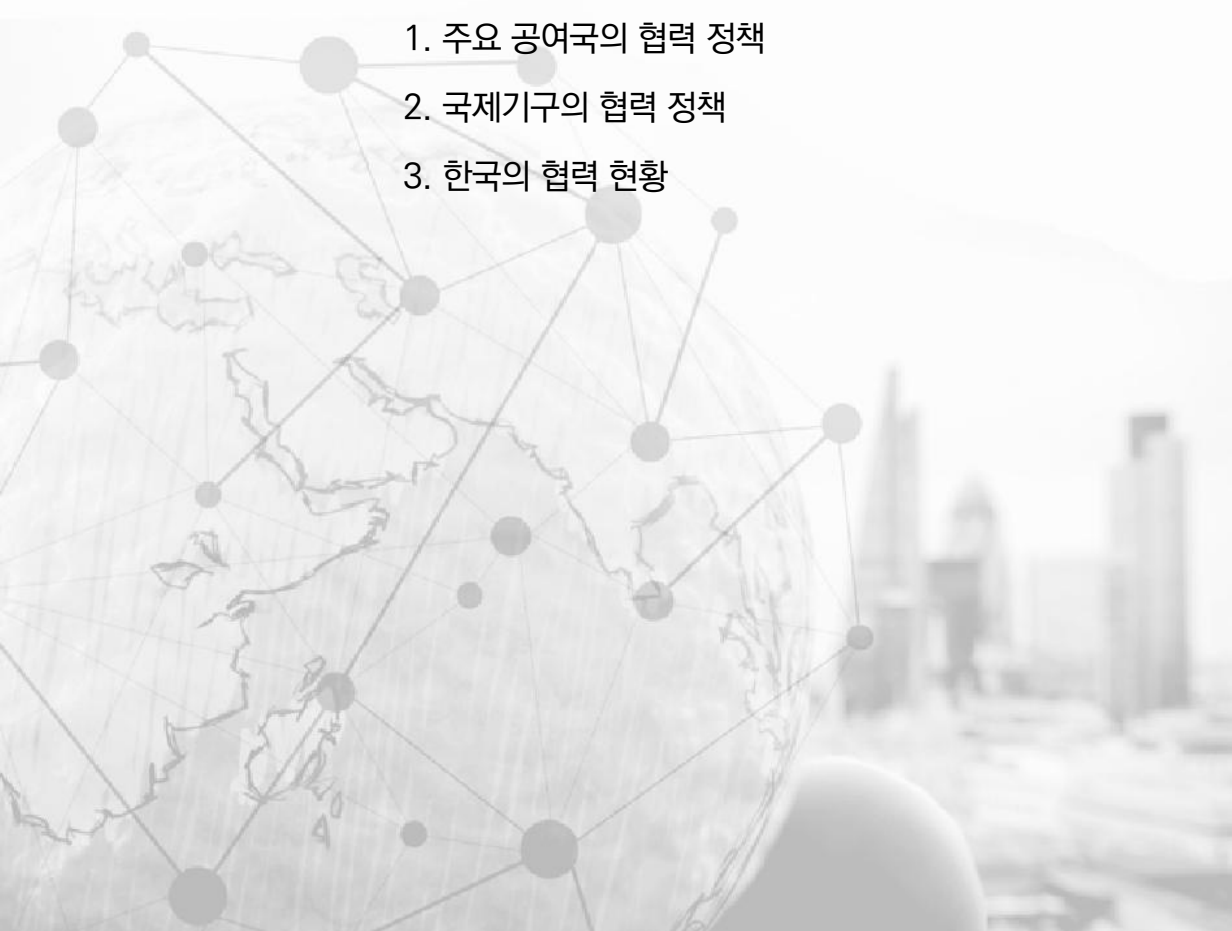 1. 주요 공여국의 협력 정책
2. 국제기구의 협력 정책
3. 한국의 협력 현황